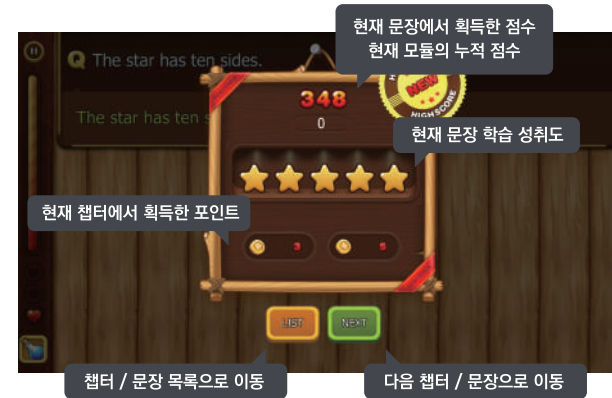 현재 문장에서 획득한 점수
현재 모듈의 누적 점수
Q The star has ten sides.
348
NEW
HIGHSCORE
0
The star has ten s
현재 문장 학습 성취도
현재 챕터에서 획득한 포인트
3 5
LIST NEXT
챕터 / 문장 목록으로 이동 다음 챕터 / 문장으로 이동